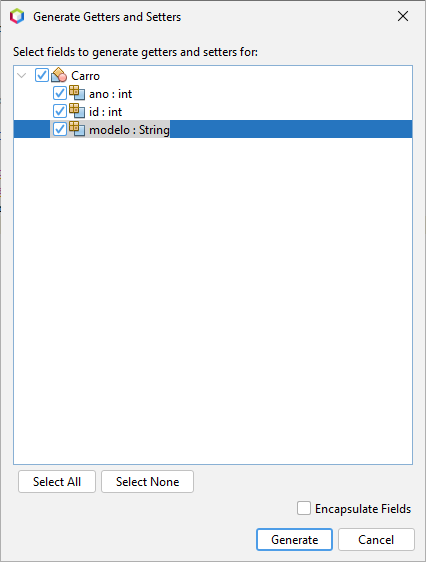 Generate Getters and Setters
Select fields to generate getters and setters for:
Carro
ano : int
id : int
modelo : String
Select All
Select None
Encapsulate Fields
Generate
Cancel